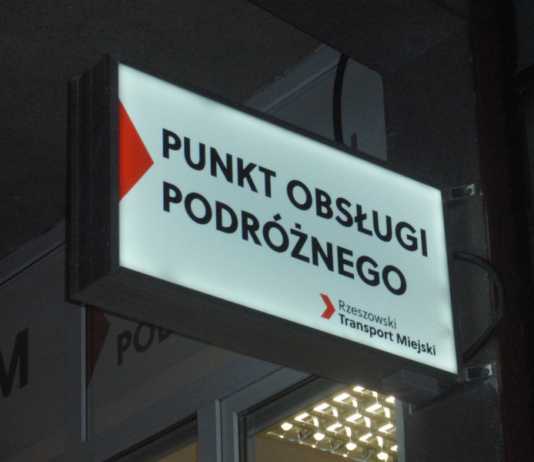 PUNKT OBSŁUGI
PODRÓŻNEGO
Rzeszowski
Transport Miejski